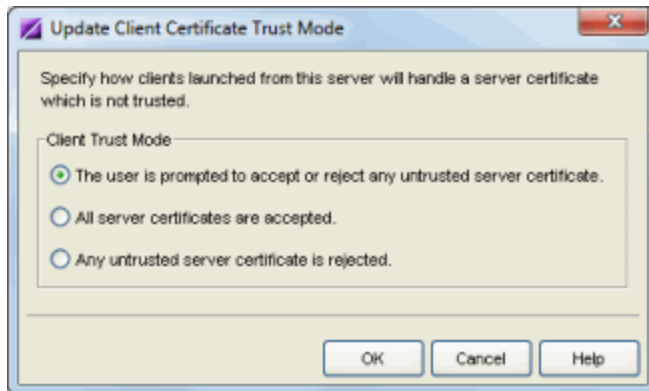 Update Client Certificate Trust Mode
Specify how clients launched from this server will handle a server certificate
which is not trusted.
Client Trust Mode
The user is prompted to accept or reject any untrusted server certificate.
All server certificates are accepted.
Any untrusted server certificate is rejected.
OK Cancel Help